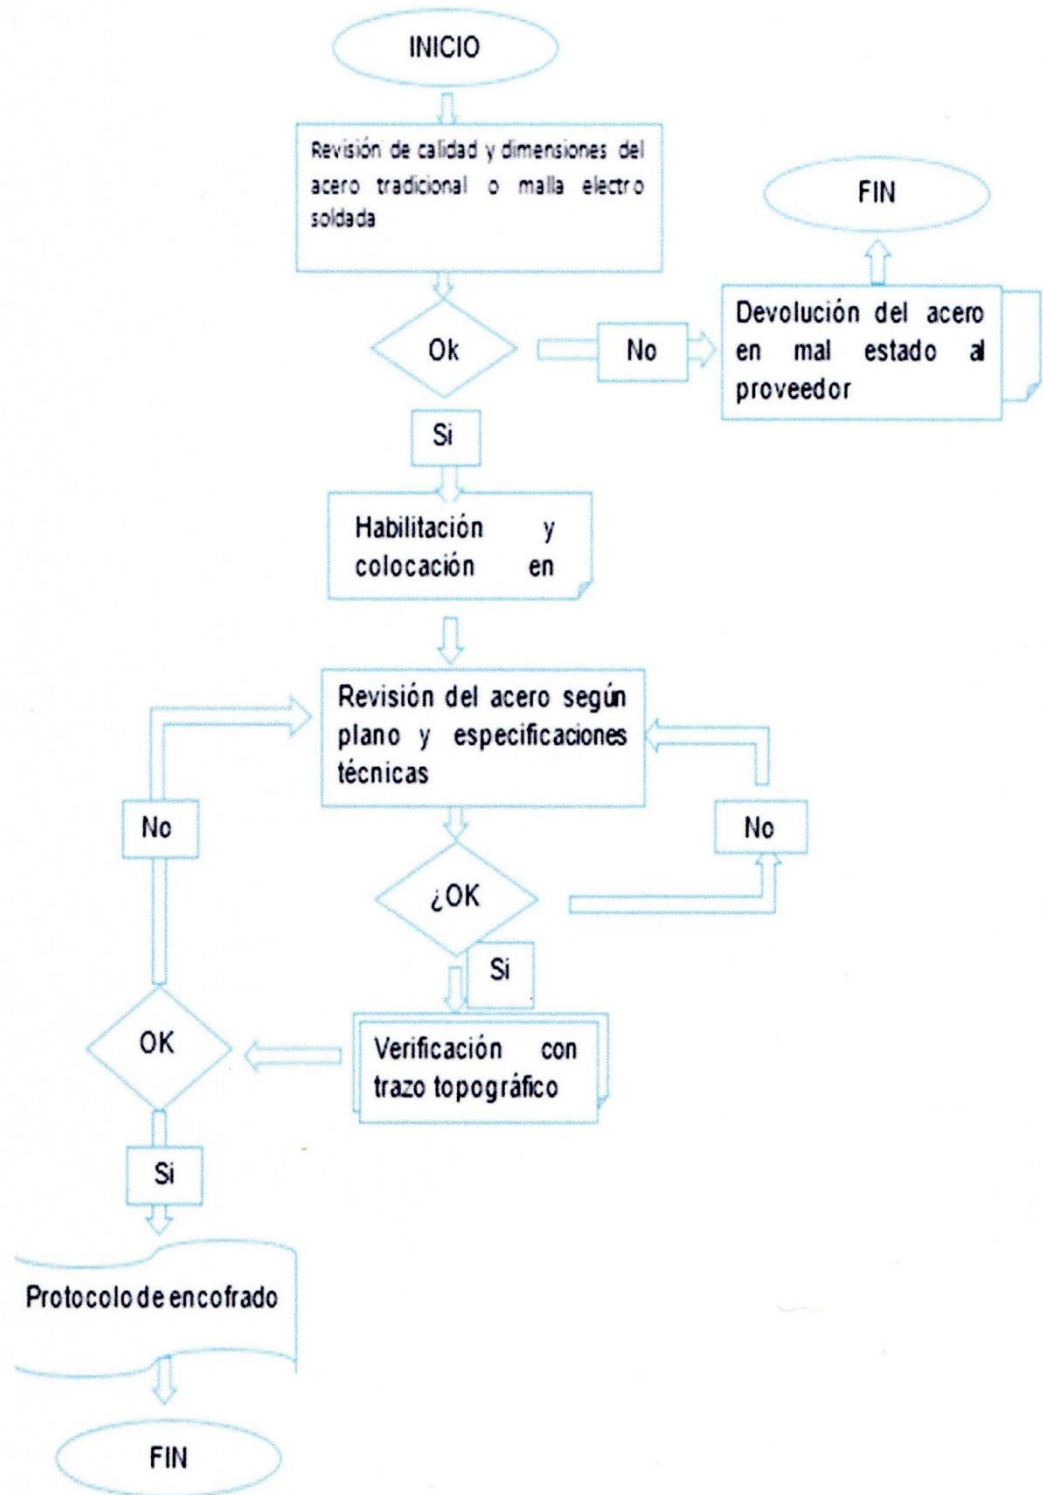 INICIO
Revisión de calidad y dimensiones del
acero tradicional o malla electro
soldada
FIN
Devolución del acero
en mal estado al
proveedor
Ok
No
Si
Habilitación y
colocación en
Revisión del acero según
plano y especificaciones
técnicas
No
No
¿OK
Si
OK
Verificación con
trazo topográfico
Si
Protocolo de encofrado
FIN